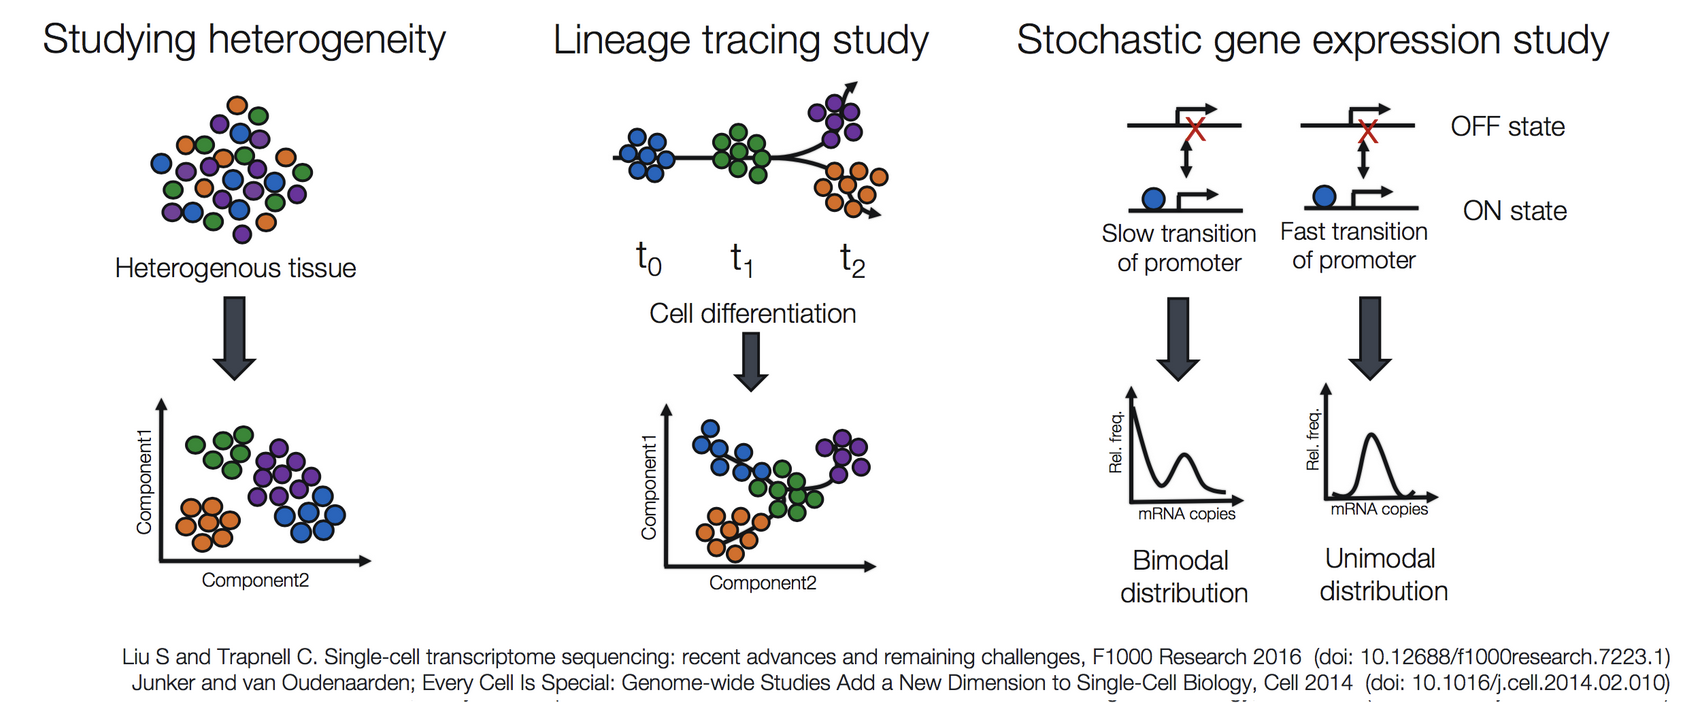 Studying heterogeneity
Heterogenous tissue
Component1
Component2
Lineage tracing study
t0
t1
t2
Cell differentiation
Component1
Component2
Stochastic gene expression study
X
X
OFF state
ON state
Slow transition
of promoter
Fast transition
of promoter
Rel. freq.
mRNA copies
Rel. freq.
mRNA copies
Bimodal
distribution
Unimodal
distribution
Liu S and Trapnell C. Single-cell transcriptome sequencing: recent advances and remaining challenges, F1000 Research 2016 (doi: 10.12688/f1000research.7223.1)
Junker and van Oudenaarden; Every Cell Is Special: Genome-wide Studies Add a New Dimension to Single-Cell Biology, Cell 2014 (doi: 10.1016/j.cell.2014.02.010)